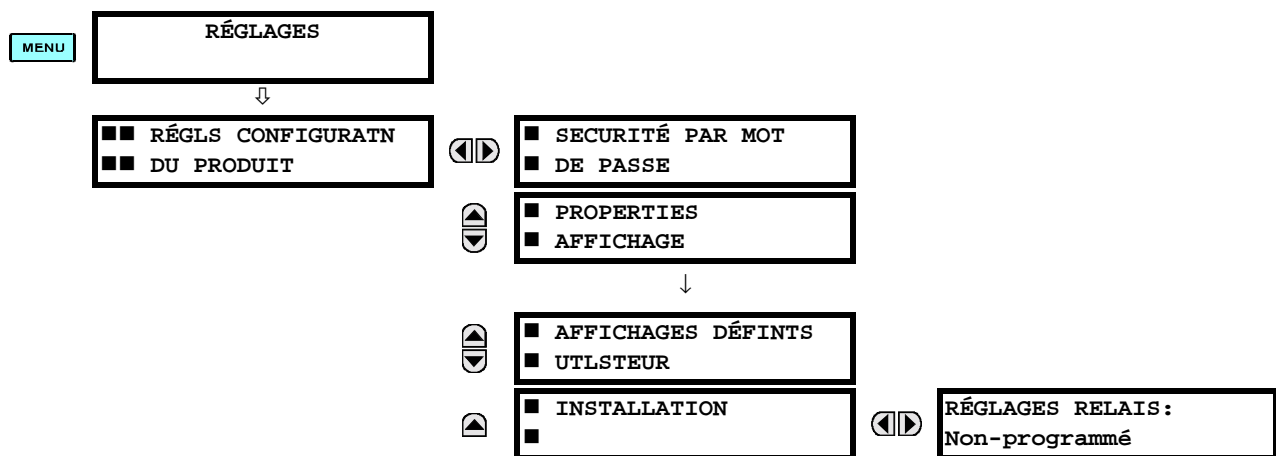 MENU
RÉGLAGES
RÉGLS CONFIGURATN
DU PRODUIT
SECURITÉ PAR MOT
DE PASSE
PROPERTIES
AFFICHAGE
AFFICHAGES DÉFINTS
UTLSTEUR
INSTALLATION
RÉGLAGES RELAIS:
Non-programmé